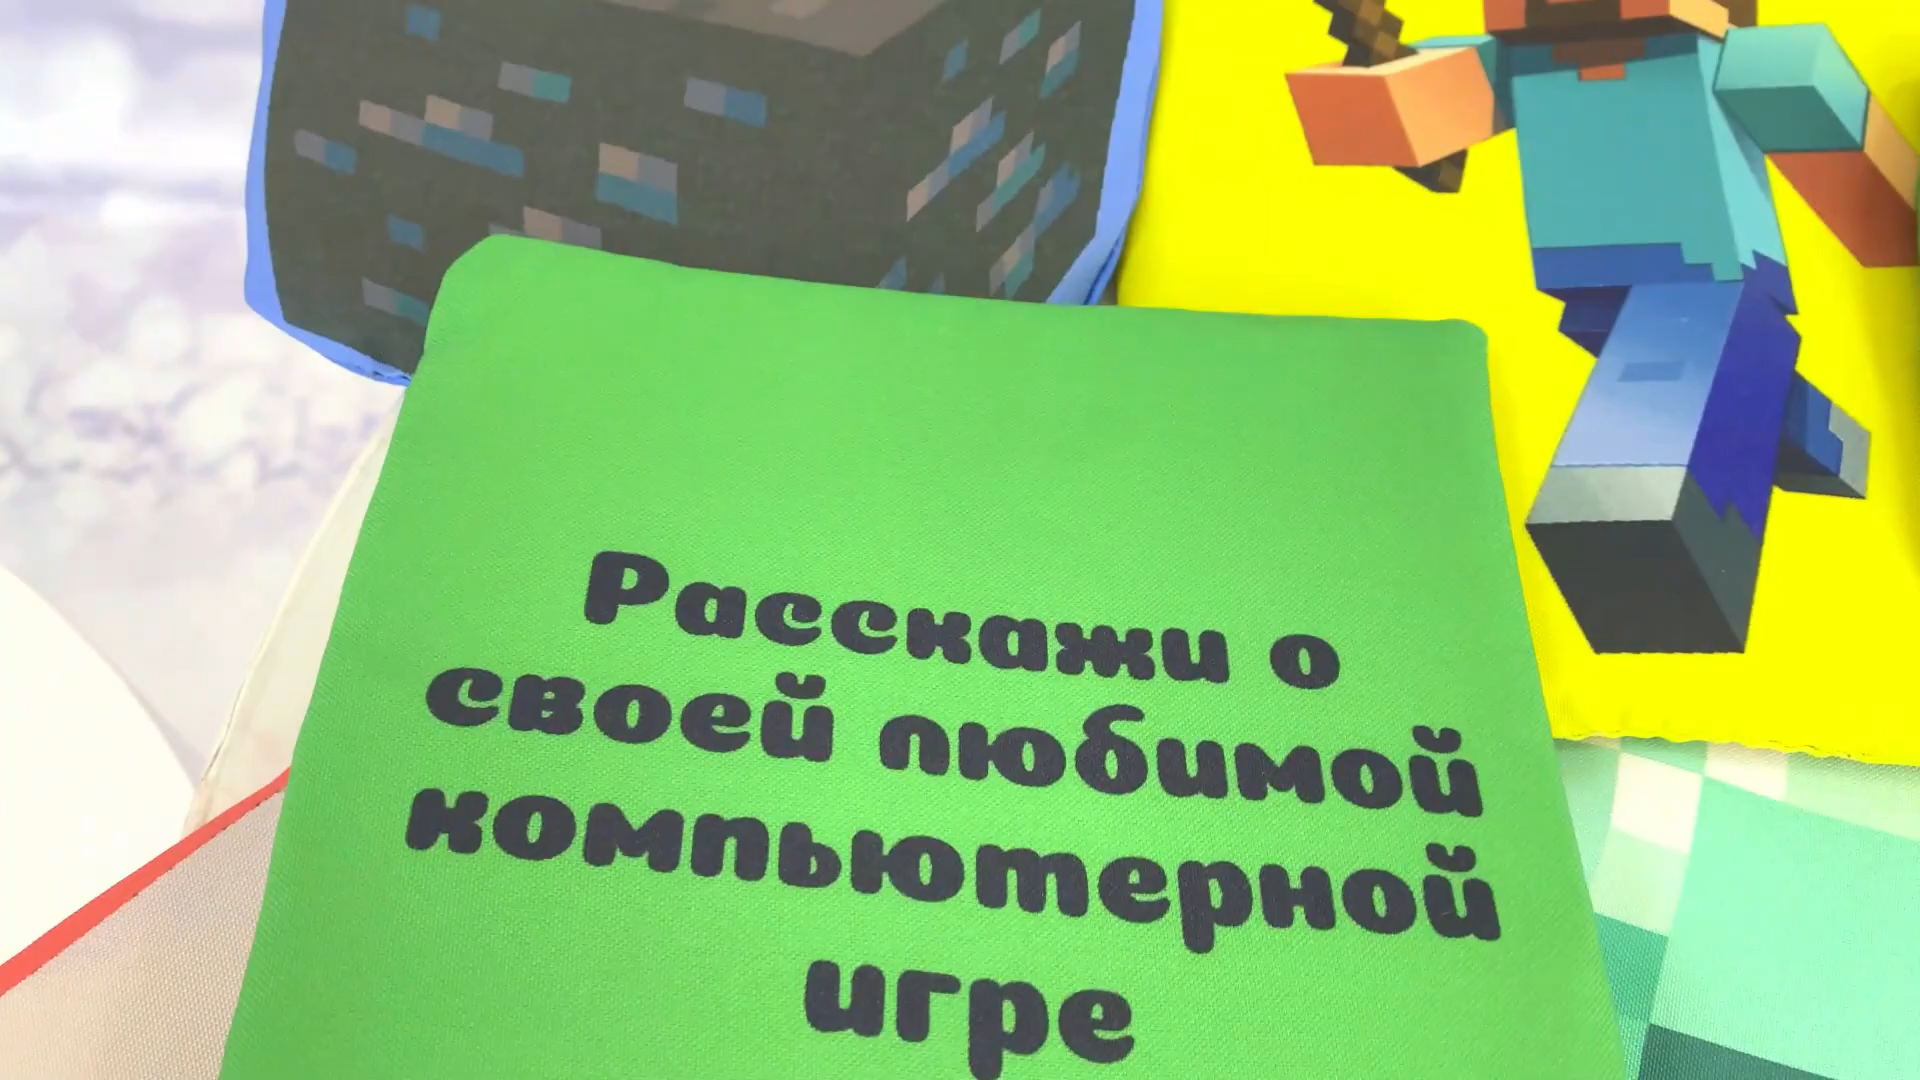 Расскажи о
своей любимой
компьютерной
игре